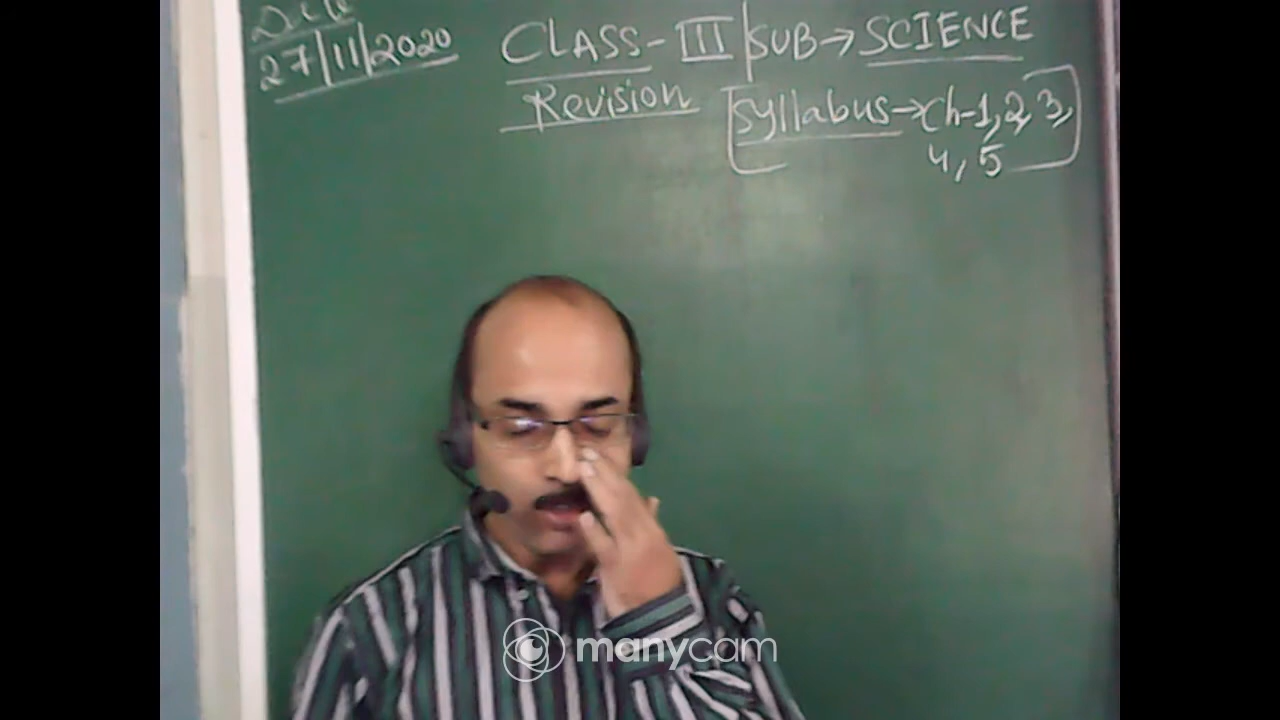 27/11/2020
CLASS-III | SUB→ SCIENCE
Revision
Syllabus→ Ch-1, 2, 3,
4, 5
manycam